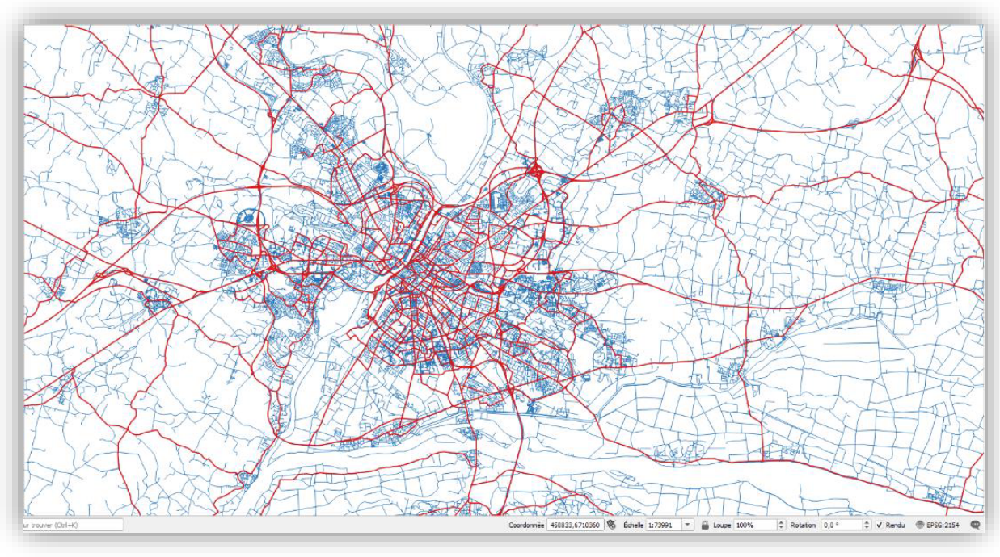 ur trouver (Ctrl+K) Coordonnée 450833,6710360 Échelle 1:73991 Loupe 100% Rotation 0,0 ° Rendu EPSG:2154